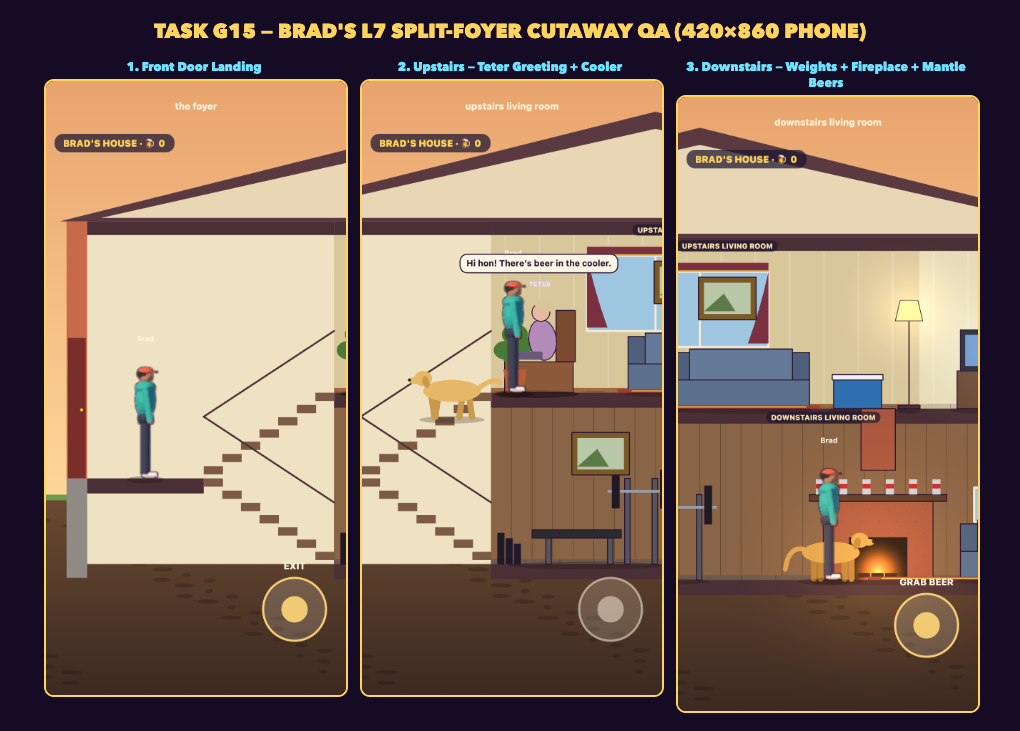 TASK G15 – BRAD'S L7 SPLIT-FOYER CUTAWAY QA (420×860 PHONE)
1. Front Door Landing
the foyer
BRAD'S HOUSE · 🍺 0
Brad
EXIT
2. Upstairs – Teter Greeting + Cooler
upstairs living room
BRAD'S HOUSE · 🍺 0
UPSTA
Brad
Hi hon! There's beer in the cooler.
TETER
3. Downstairs – Weights + Fireplace + Mantle
Beers
downstairs living room
BRAD'S HOUSE · 🍺 0
UPSTAIRS LIVING ROOM
DOWNSTAIRS LIVING ROOM
Brad
GRAB BEER